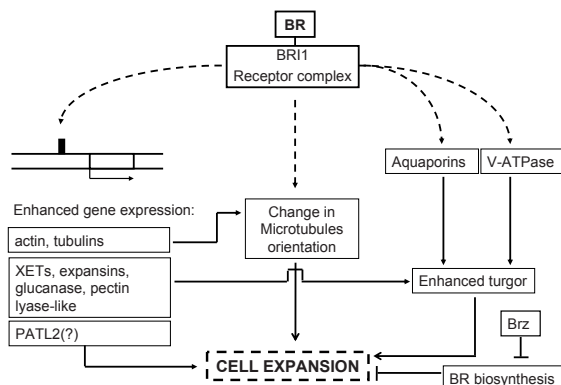 BR
BRI1
Receptor complex
Aquaporins
V-ATPase
Enhanced gene expression:
Change in
Microtubules
orientation
actin, tubulins
XETs, expansins,
glucanase, pectin
lyase-like
Enhanced turgor
PATL2(?)
Brz
CELL EXPANSION
BR biosynthesis